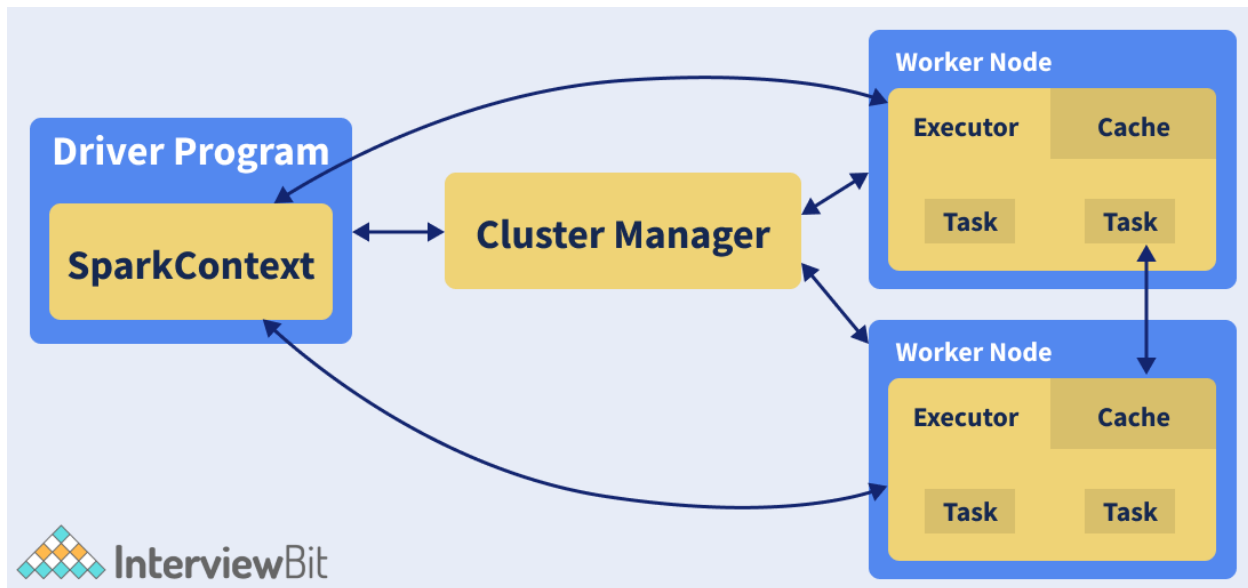 Driver Program
SparkContext
Cluster Manager
Worker Node
Executor
Cache
Task
Task
Worker Node
Executor
Cache
Task
Task
InterviewBit